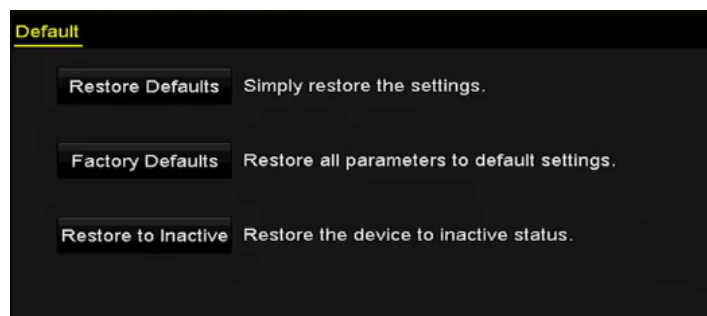 Default
Restore Defaults Simply restore the settings.
Factory Defaults Restore all parameters to default settings.
Restore to Inactive Restore the device to inactive status.